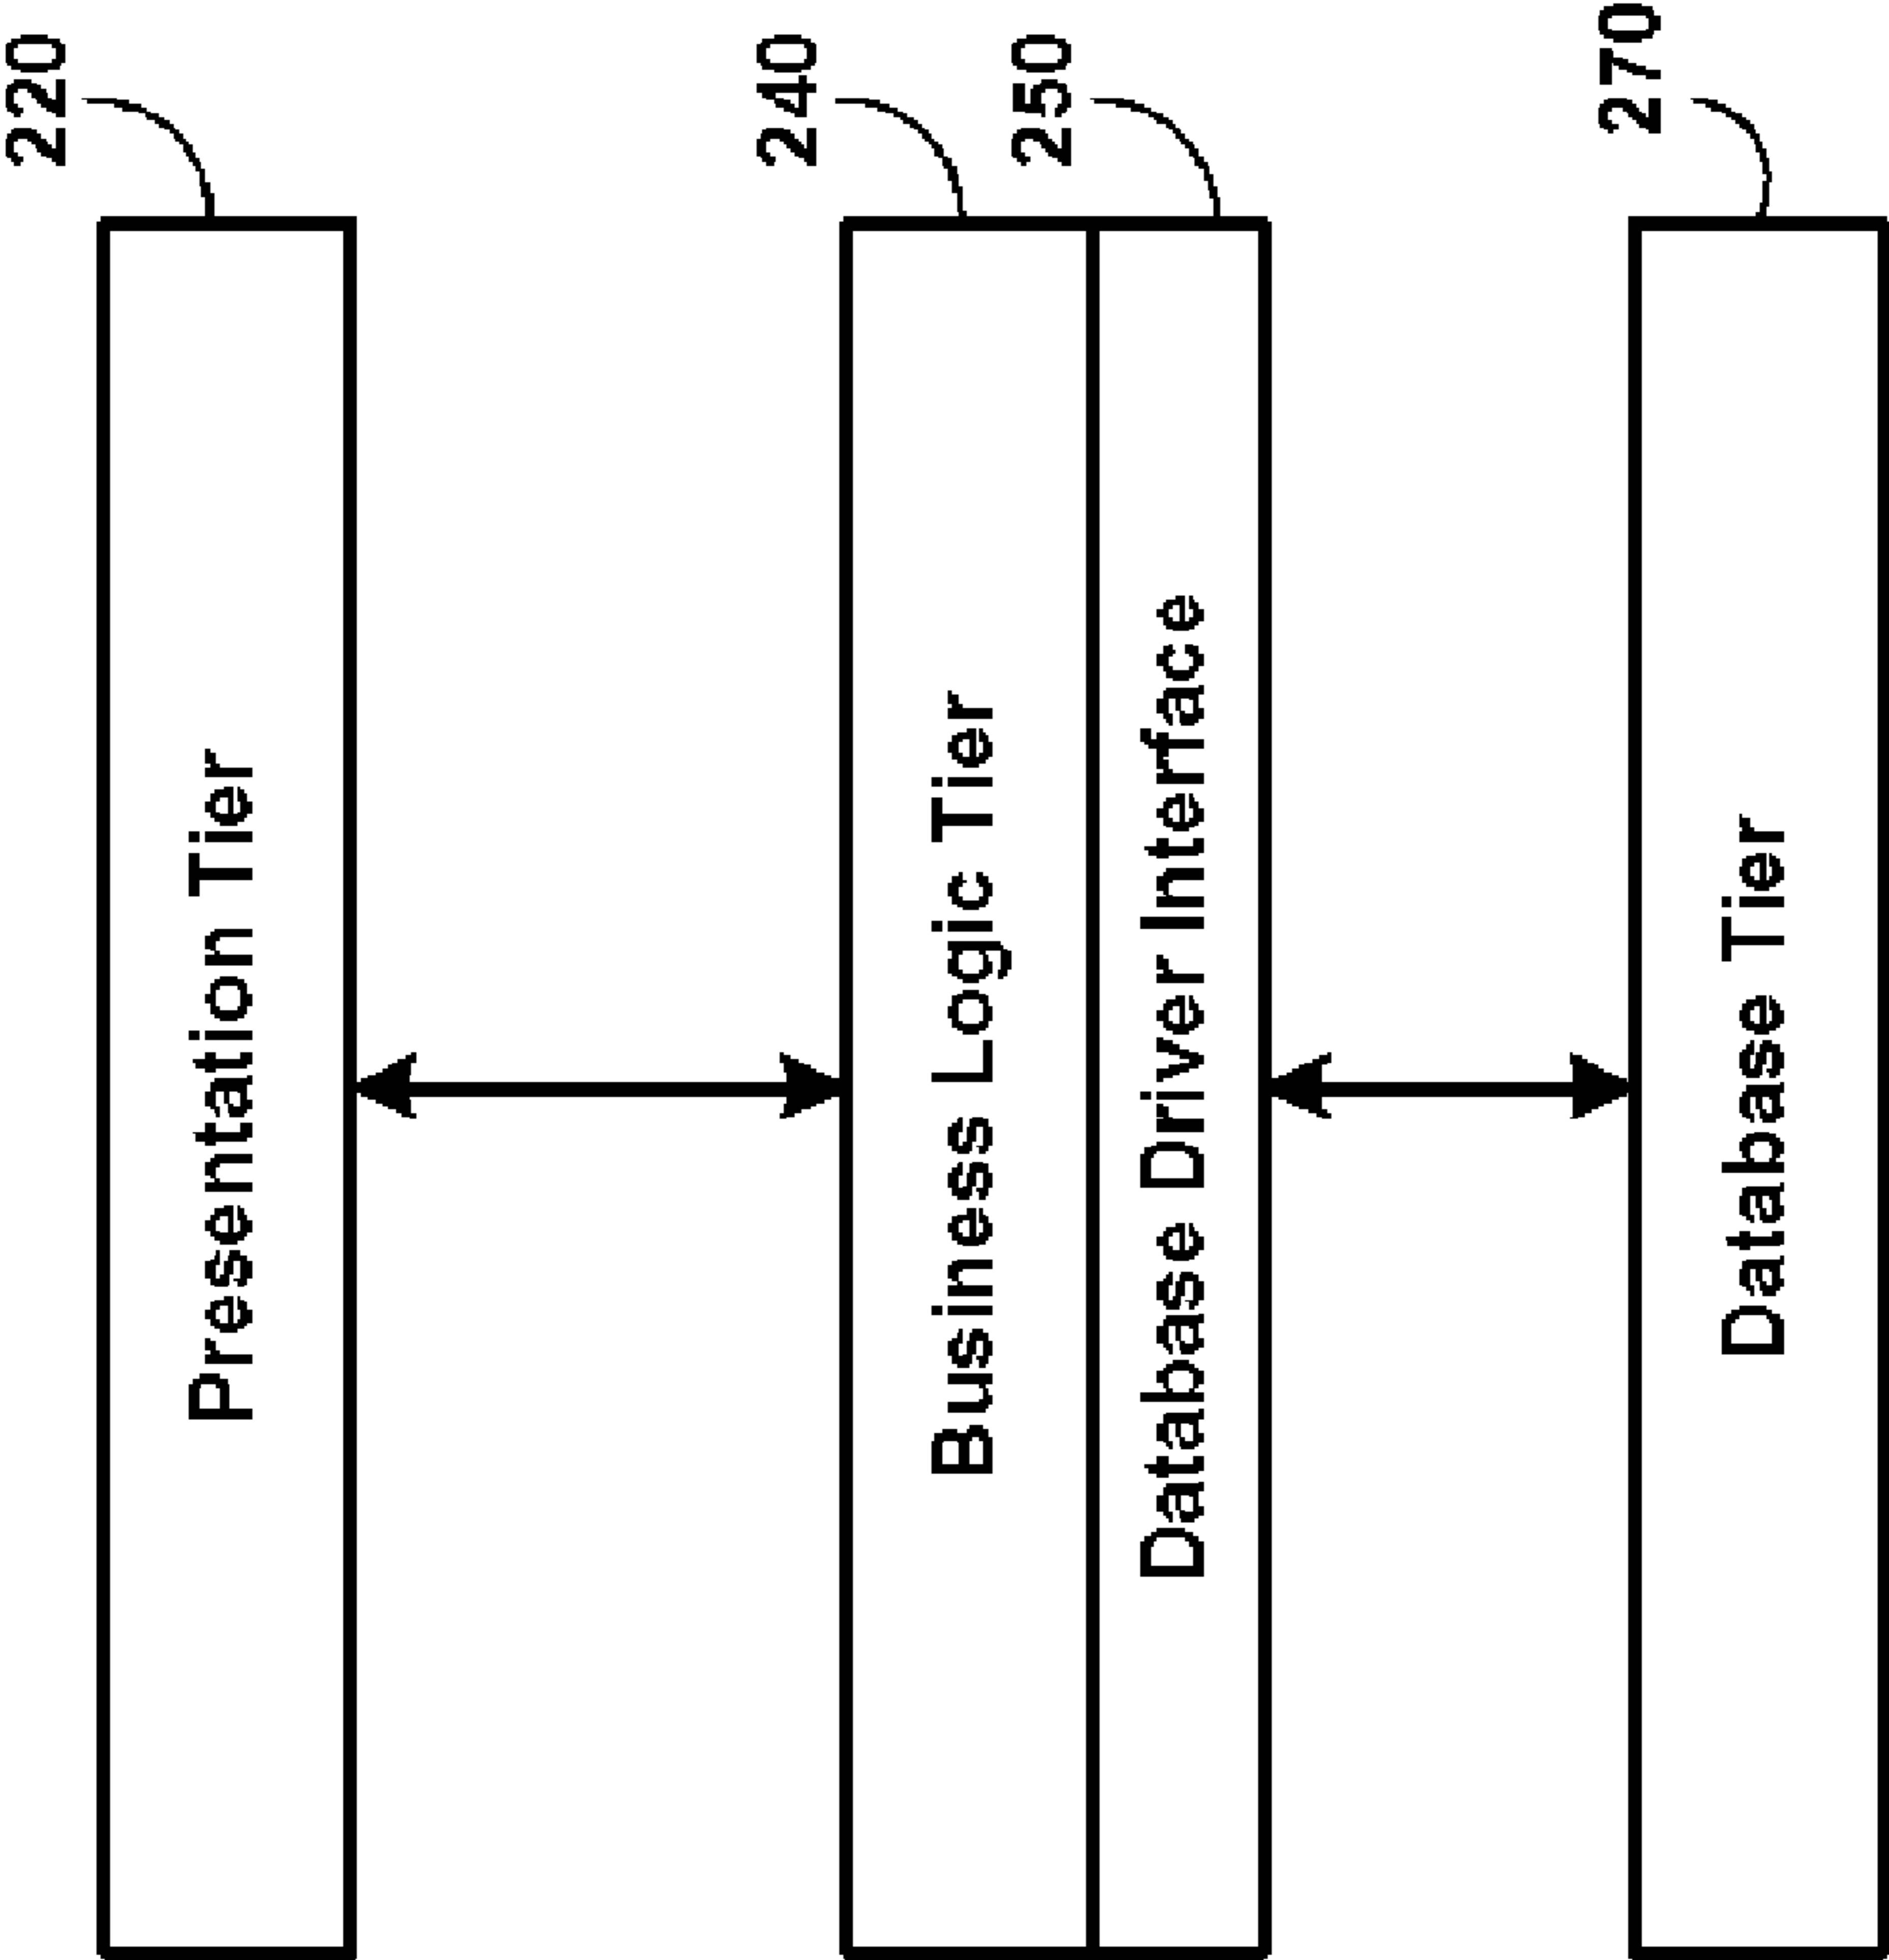 220
Presentation Tier
240
Business Logic Tier
250
Database Driver Interface
270
Database Tier